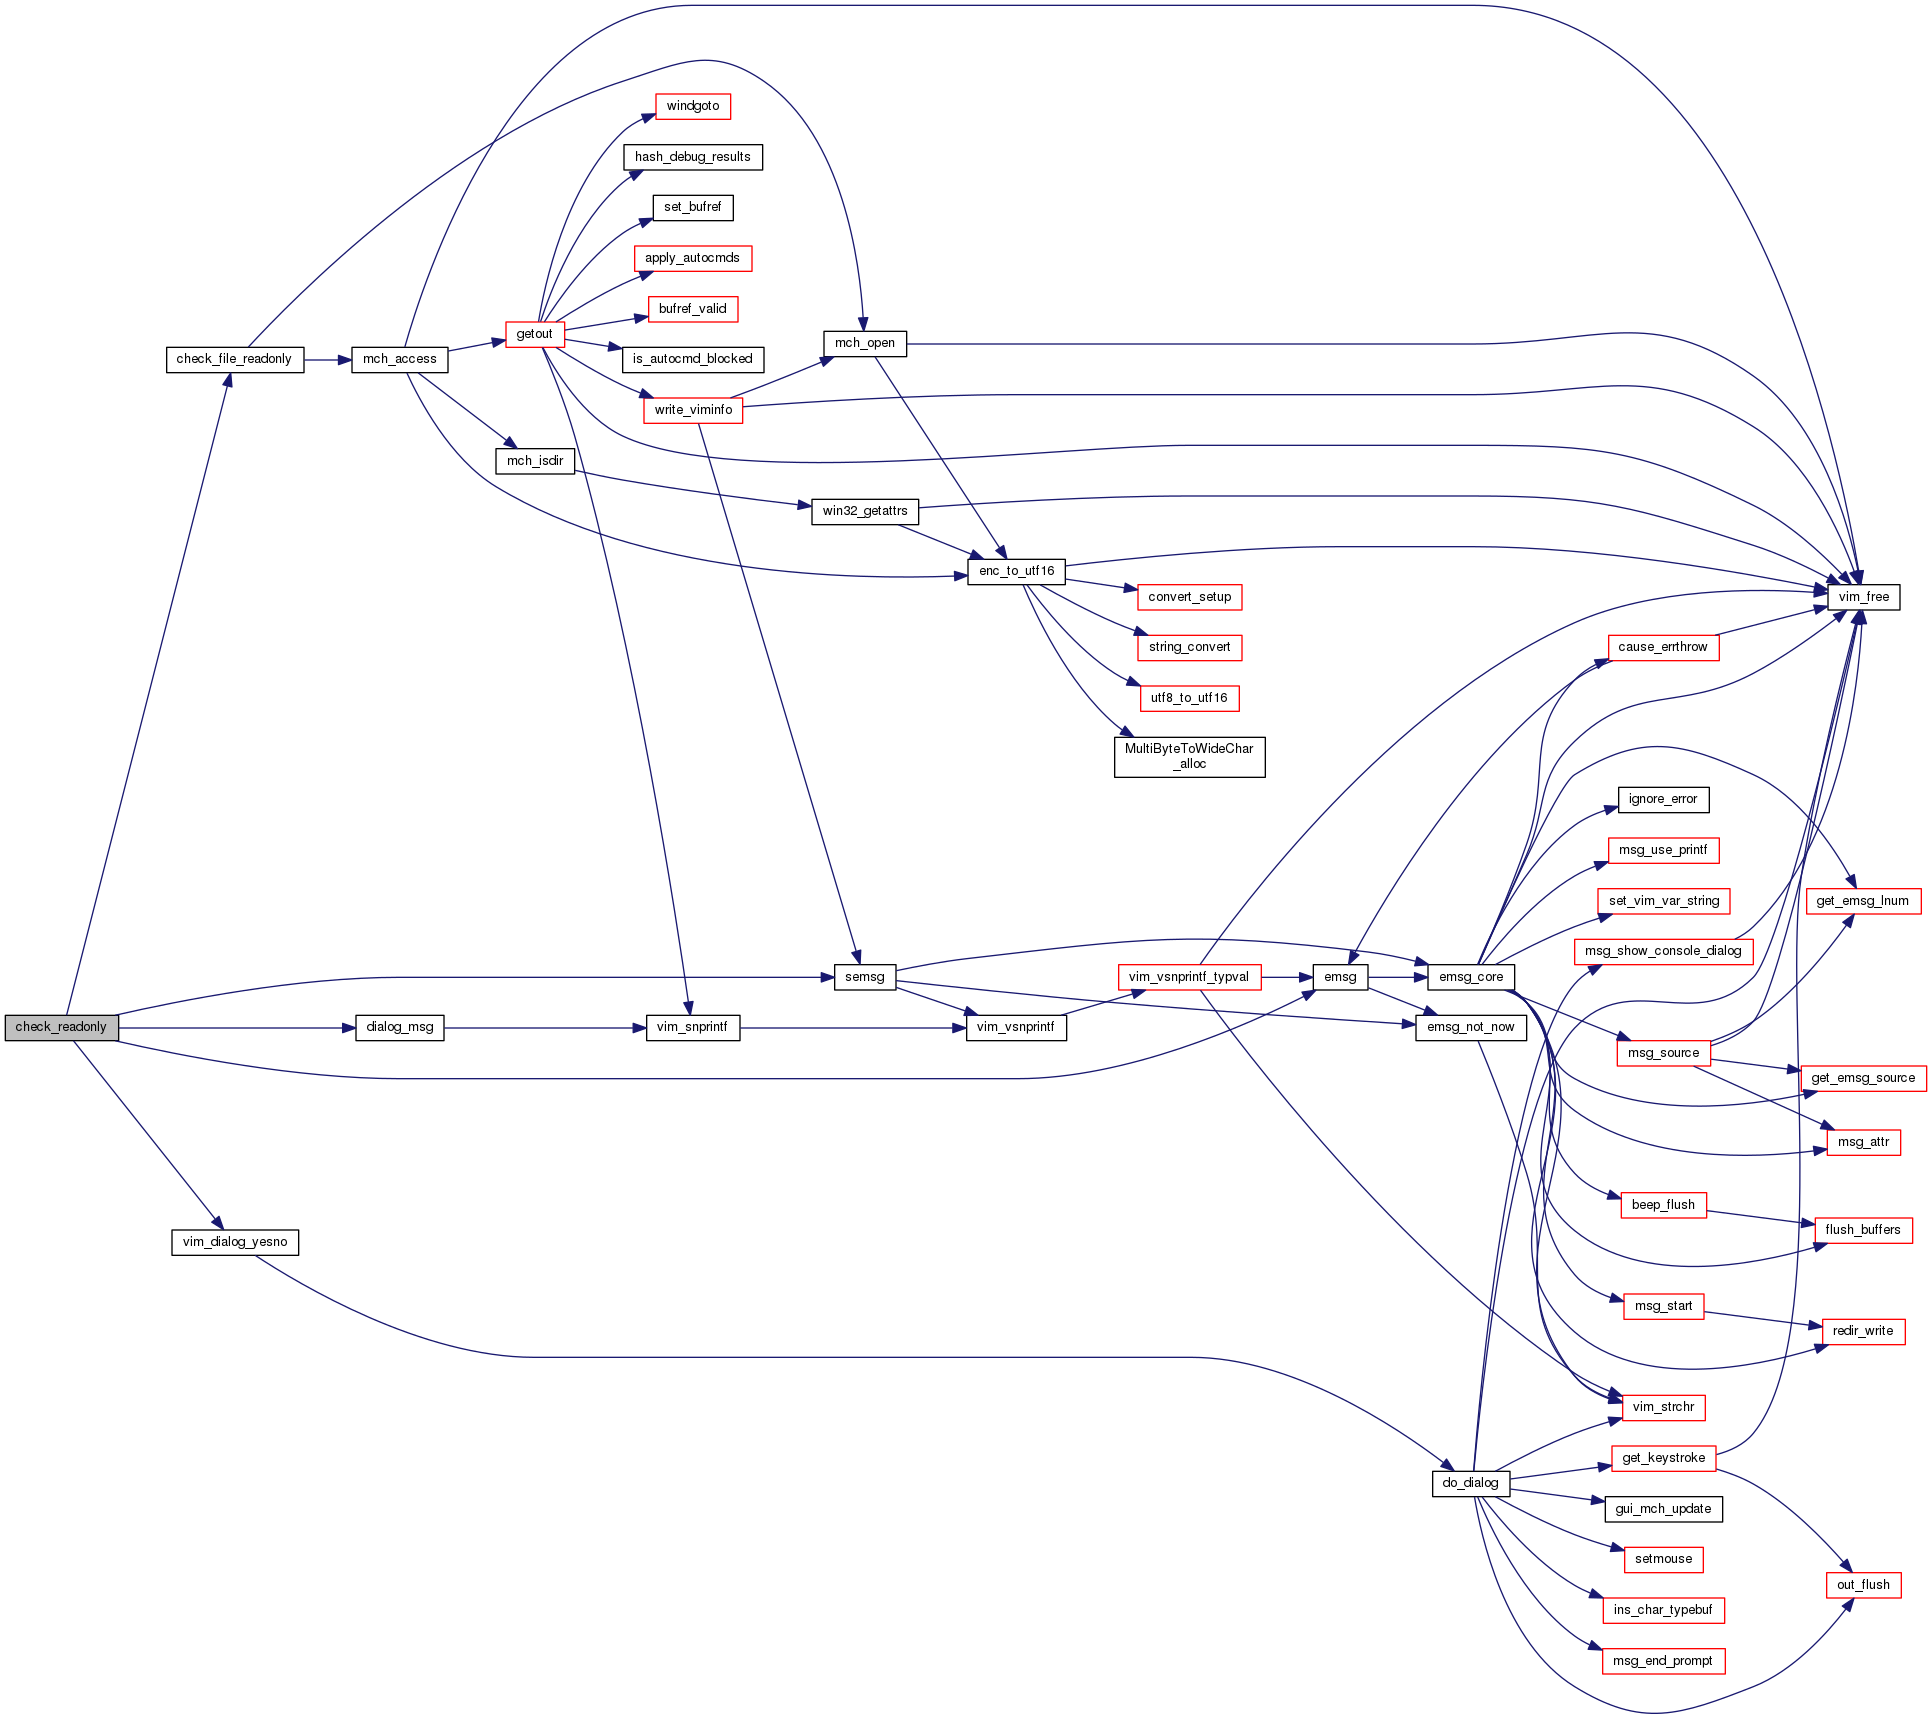 windgoto
hash_debug_results
set_bufref
apply_autocmds
bufref_valid
getout
is_autocmd_blocked
mch_open
check_file_readonly
mch_access
write_viminfo
mch_isdir
win32_getattrs
enc_to_utf16
convert_setup
string_convert
utf8_to_utf16
MultiByteToWideChar
_alloc
vim_free
cause_errthrow
ignore_error
msg_use_printf
set_vim_var_string
get_emsg_lnum
msg_show_console_dialog
semsg
vim_vsnprintf_typval
emsg
emsg_core
check_readonly
dialog_msg
vim_snprintf
vim_vsnprintf
emsg_not_now
msg_source
get_emsg_source
msg_attr
beep_flush
flush_buffers
vim_dialog_yesno
msg_start
redir_write
vim_strchr
get_keystroke
do_dialog
gui_mch_update
setmouse
out_flush
ins_char_typebuf
msg_end_prompt